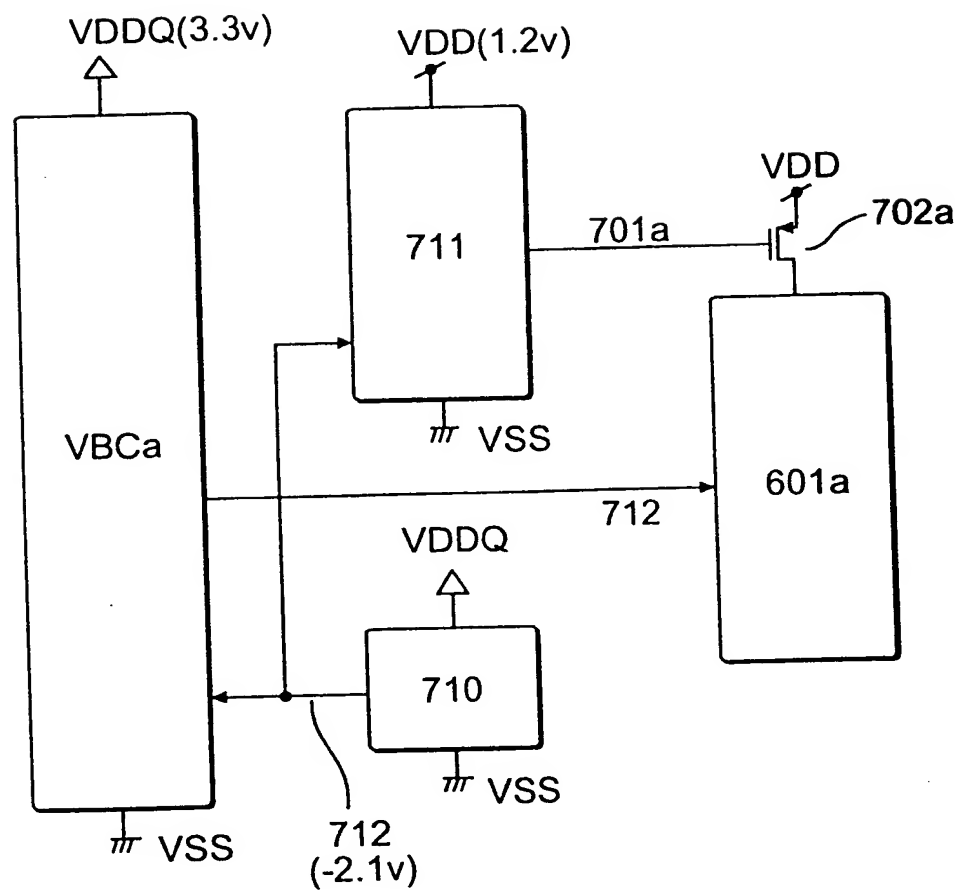 VDDQ(3.3v)
VDD(1.2v)
VDD
702a
701a
711
VSS
VBCa
601a
712
VDDQ
710
VSS
712
(-2.1v)
VSS